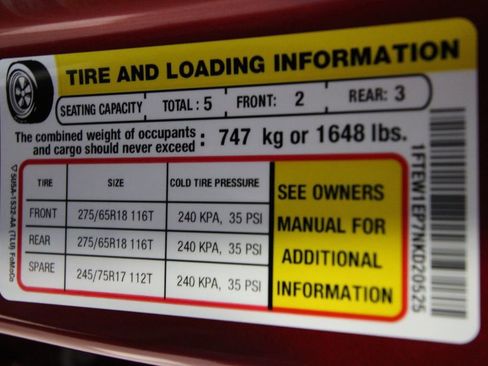 TIRE AND LOADING INFORMATION
SEATING CAPACITY TOTAL : 5 FRONT: 2 REAR: 3
The combined weight of occupants
and cargo should never exceed : 747 kg or 1648 lbs.
TIRE SIZE COLD TIRE PRESSURE
FRONT 275/65R18 116T 240 KPA, 35 PSI
REAR 275/65R18 116T 240 KPA, 35 PSI
SPARE 245/75R17 112T 240 KPA, 35 PSI
SEE OWNERS
MANUAL FOR
ADDITIONAL
INFORMATION
1FTEW1EP7NKD20525